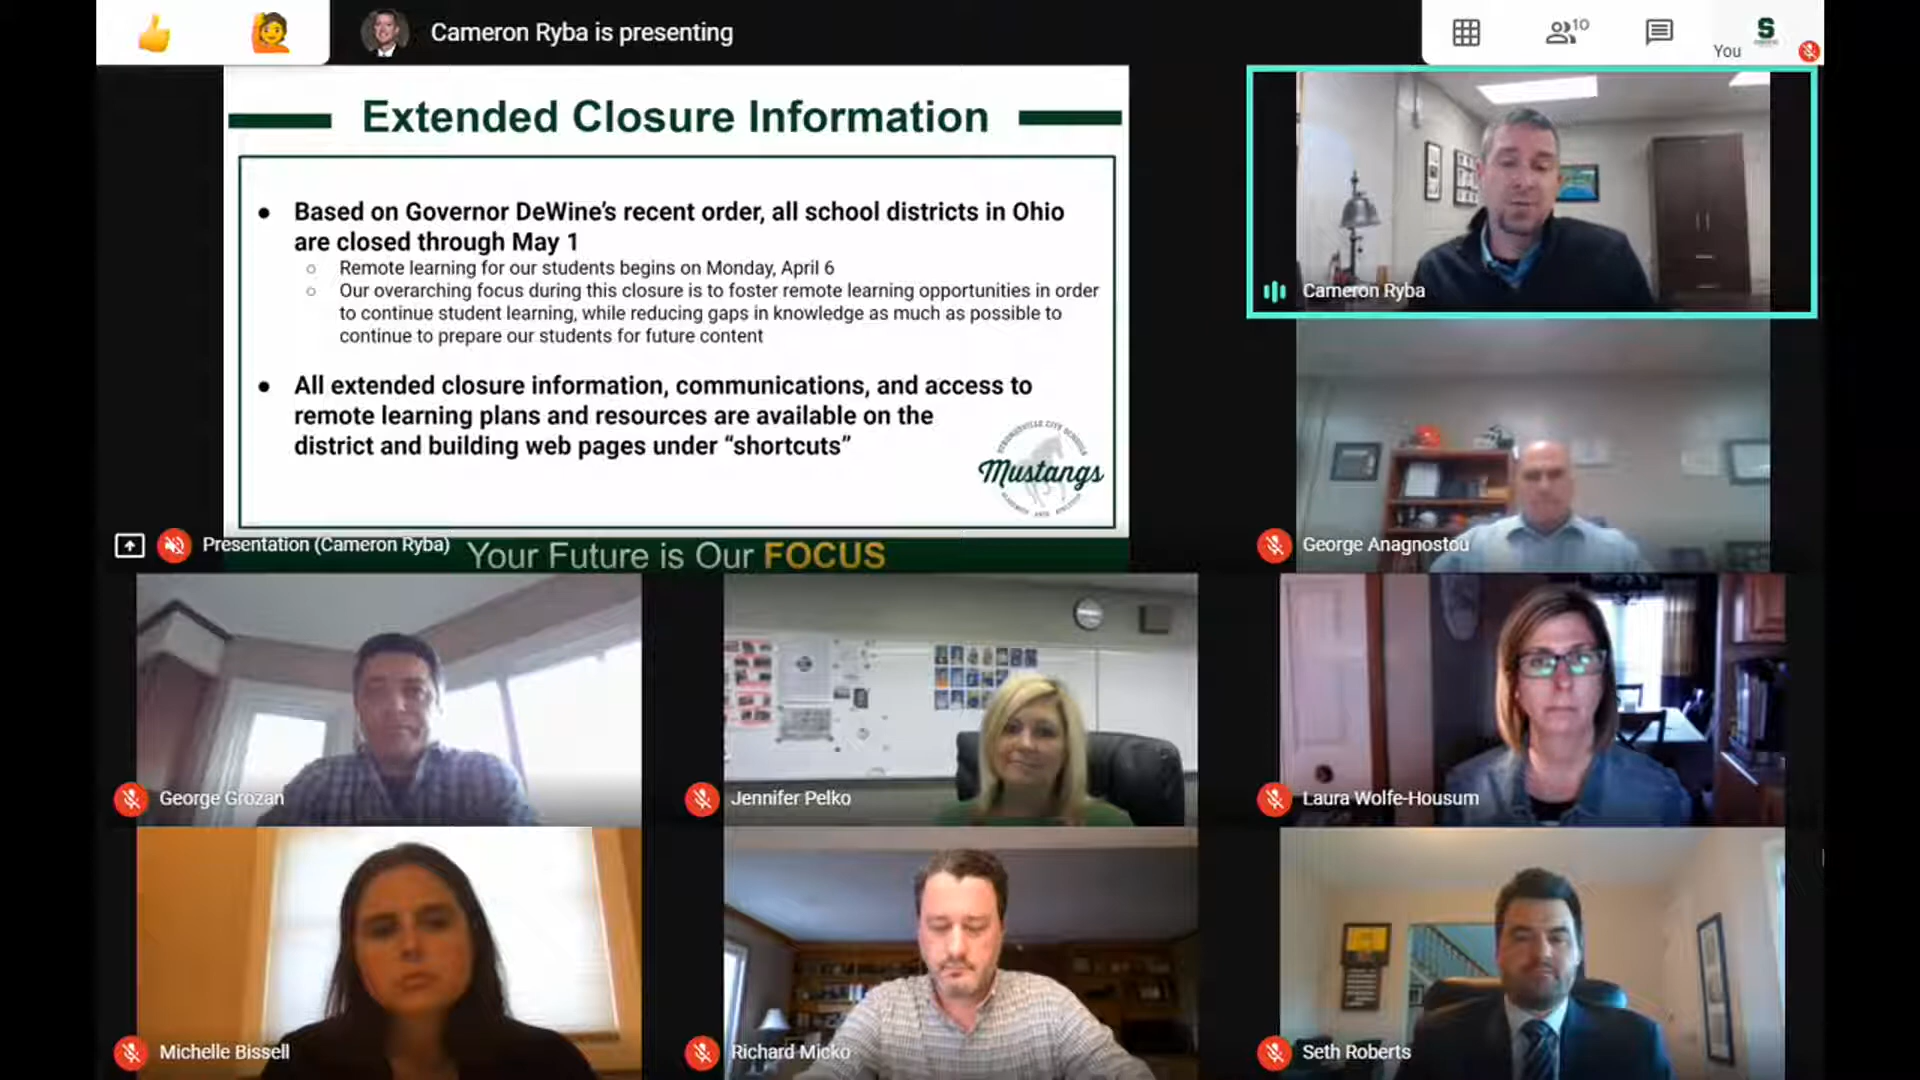 Cameron Ryba is presenting
10
You
Extended Closure Information
● Based on Governor DeWine’s recent order, all school districts in Ohio
are closed through May 1
○ Remote learning for our students begins on Monday, April 6
○ Our overarching focus during this closure is to foster remote learning opportunities in order
to continue student learning, while reducing gaps in knowledge as much as possible to
continue to prepare our students for future content
● All extended closure information, communications, and access to
remote learning plans and resources are available on the
district and building web pages under “shortcuts”
STRONGSVILLE CITY SCHOOLS
Mustangs
Your Future is Our FOCUS
Presentation (Cameron Ryba)
Cameron Ryba
George Anagnostou
George Grozan
Jennifer Pelko
Laura Wolfe-Housum
Michelle Bissell
Richard Micko
Seth Roberts